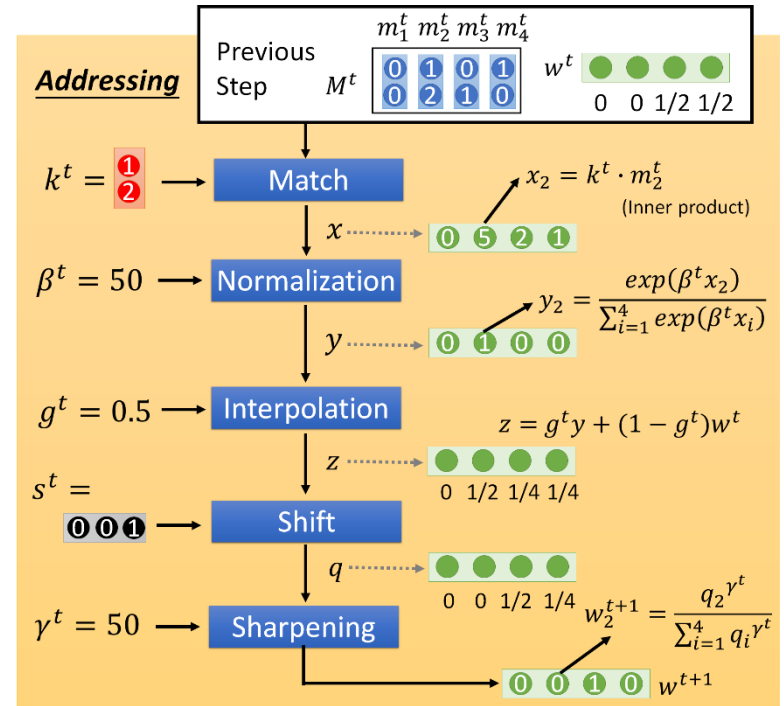 m₁ᵗ m₂ᵗ m₃ᵗ m₄ᵗ
Previous
Step
Mᵗ
0 1 0 1
0 2 1 0
wᵗ
0 0 1/2 1/2
Addressing
kᵗ =
1
2
Match
x₂ = kᵗ · m₂ᵗ
(Inner product)
x
0 5 2 1
βᵗ = 50
Normalization
y₂ = exp(βᵗx₂) / ∑ᵢ₌₁⁴ exp(βᵗxᵢ)
y
0 1 0 0
gᵗ = 0.5
Interpolation
z = gᵗy + (1 − gᵗ)wᵗ
z
0 1/2 1/4 1/4
sᵗ =
0 0 1
Shift
q
0 0 1/2 1/4
γᵗ = 50
Sharpening
w₂ᵗ⁺¹ = q₂^γᵗ / ∑ᵢ₌₁⁴ qᵢ^γᵗ
0 0 1 0
wᵗ⁺¹